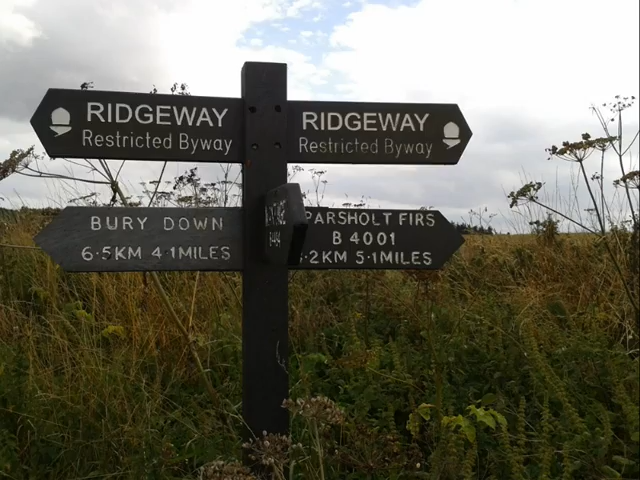 RIDGEWAY
Restricted Byway
RIDGEWAY
Restricted Byway
BURY DOWN
6·5KM 4·1MILES
PARSHOLT FIRS
B 4001
·2KM 5·1MILES